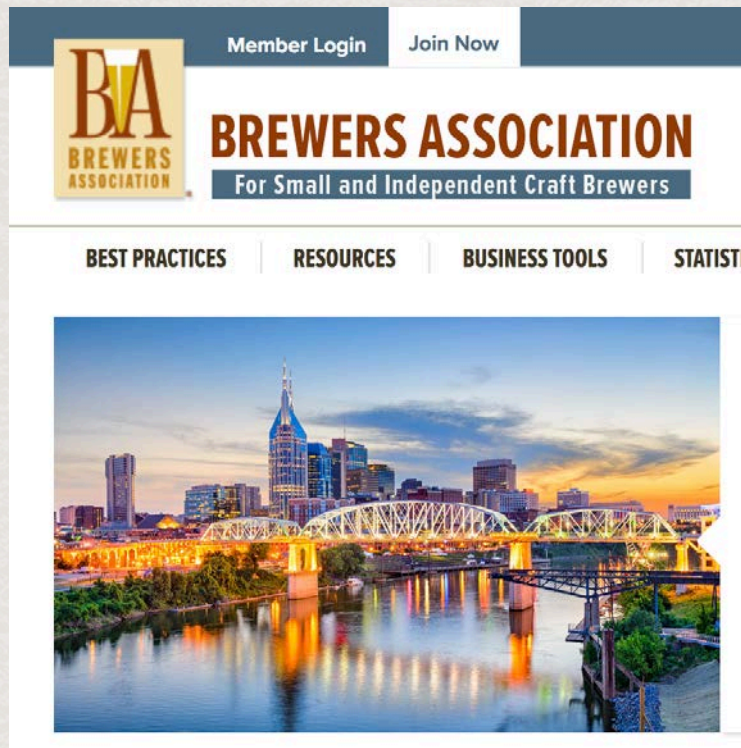 Member Login
Join Now
BA
BREWERS
ASSOCIATION
BREWERS ASSOCIATION
For Small and Independent Craft Brewers
BEST PRACTICES
RESOURCES
BUSINESS TOOLS
STATIST